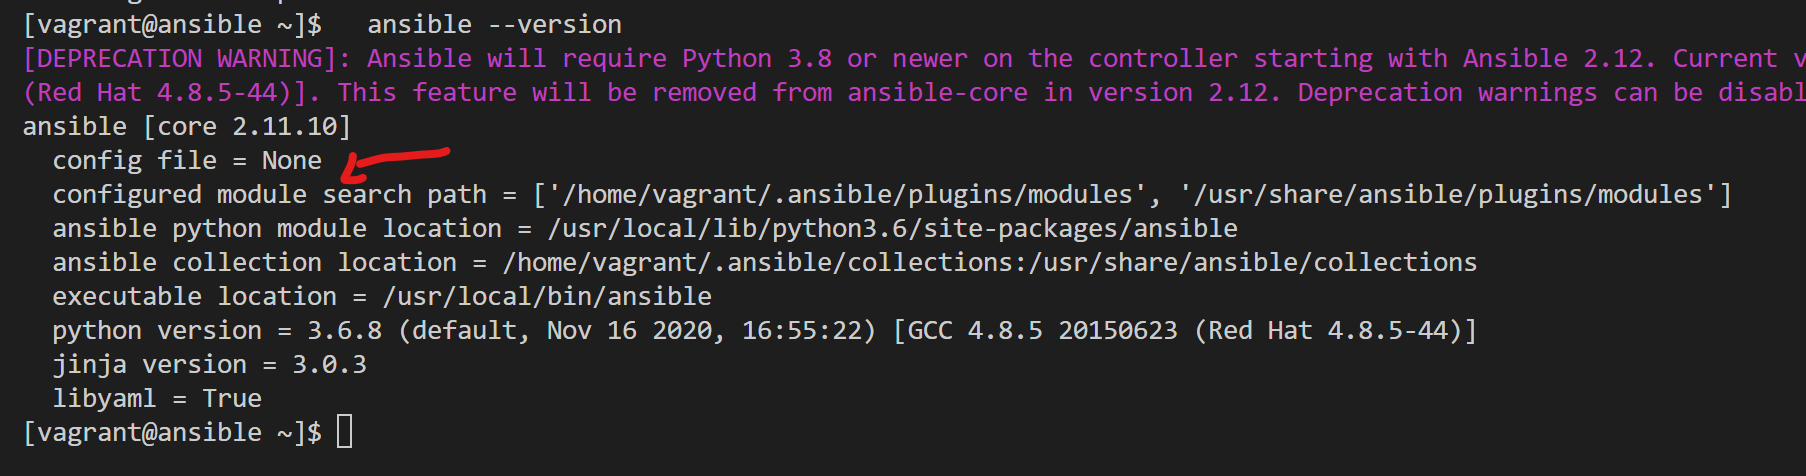 [vagrant@ansible ~]$   ansible --version
[DEPRECATION WARNING]: Ansible will require Python 3.8 or newer on the controller starting with Ansible 2.12. Current
(Red Hat 4.8.5-44)]. This feature will be removed from ansible-core in version 2.12. Deprecation warnings can be
ansible [core 2.11.10]
  config file = None
  configured module search path = ['/home/vagrant/.ansible/plugins/modules', '/usr/share/ansible/plugins/modules']
  ansible python module location = /usr/local/lib/python3.6/site-packages/ansible
  ansible collection location = /home/vagrant/.ansible/collections:/usr/share/ansible/collections
  executable location = /usr/local/bin/ansible
  python version = 3.6.8 (default, Nov 16 2020, 16:55:22) [GCC 4.8.5 20150623 (Red Hat 4.8.5-44)]
  jinja version = 3.0.3
  libyaml = True
[vagrant@ansible ~]$